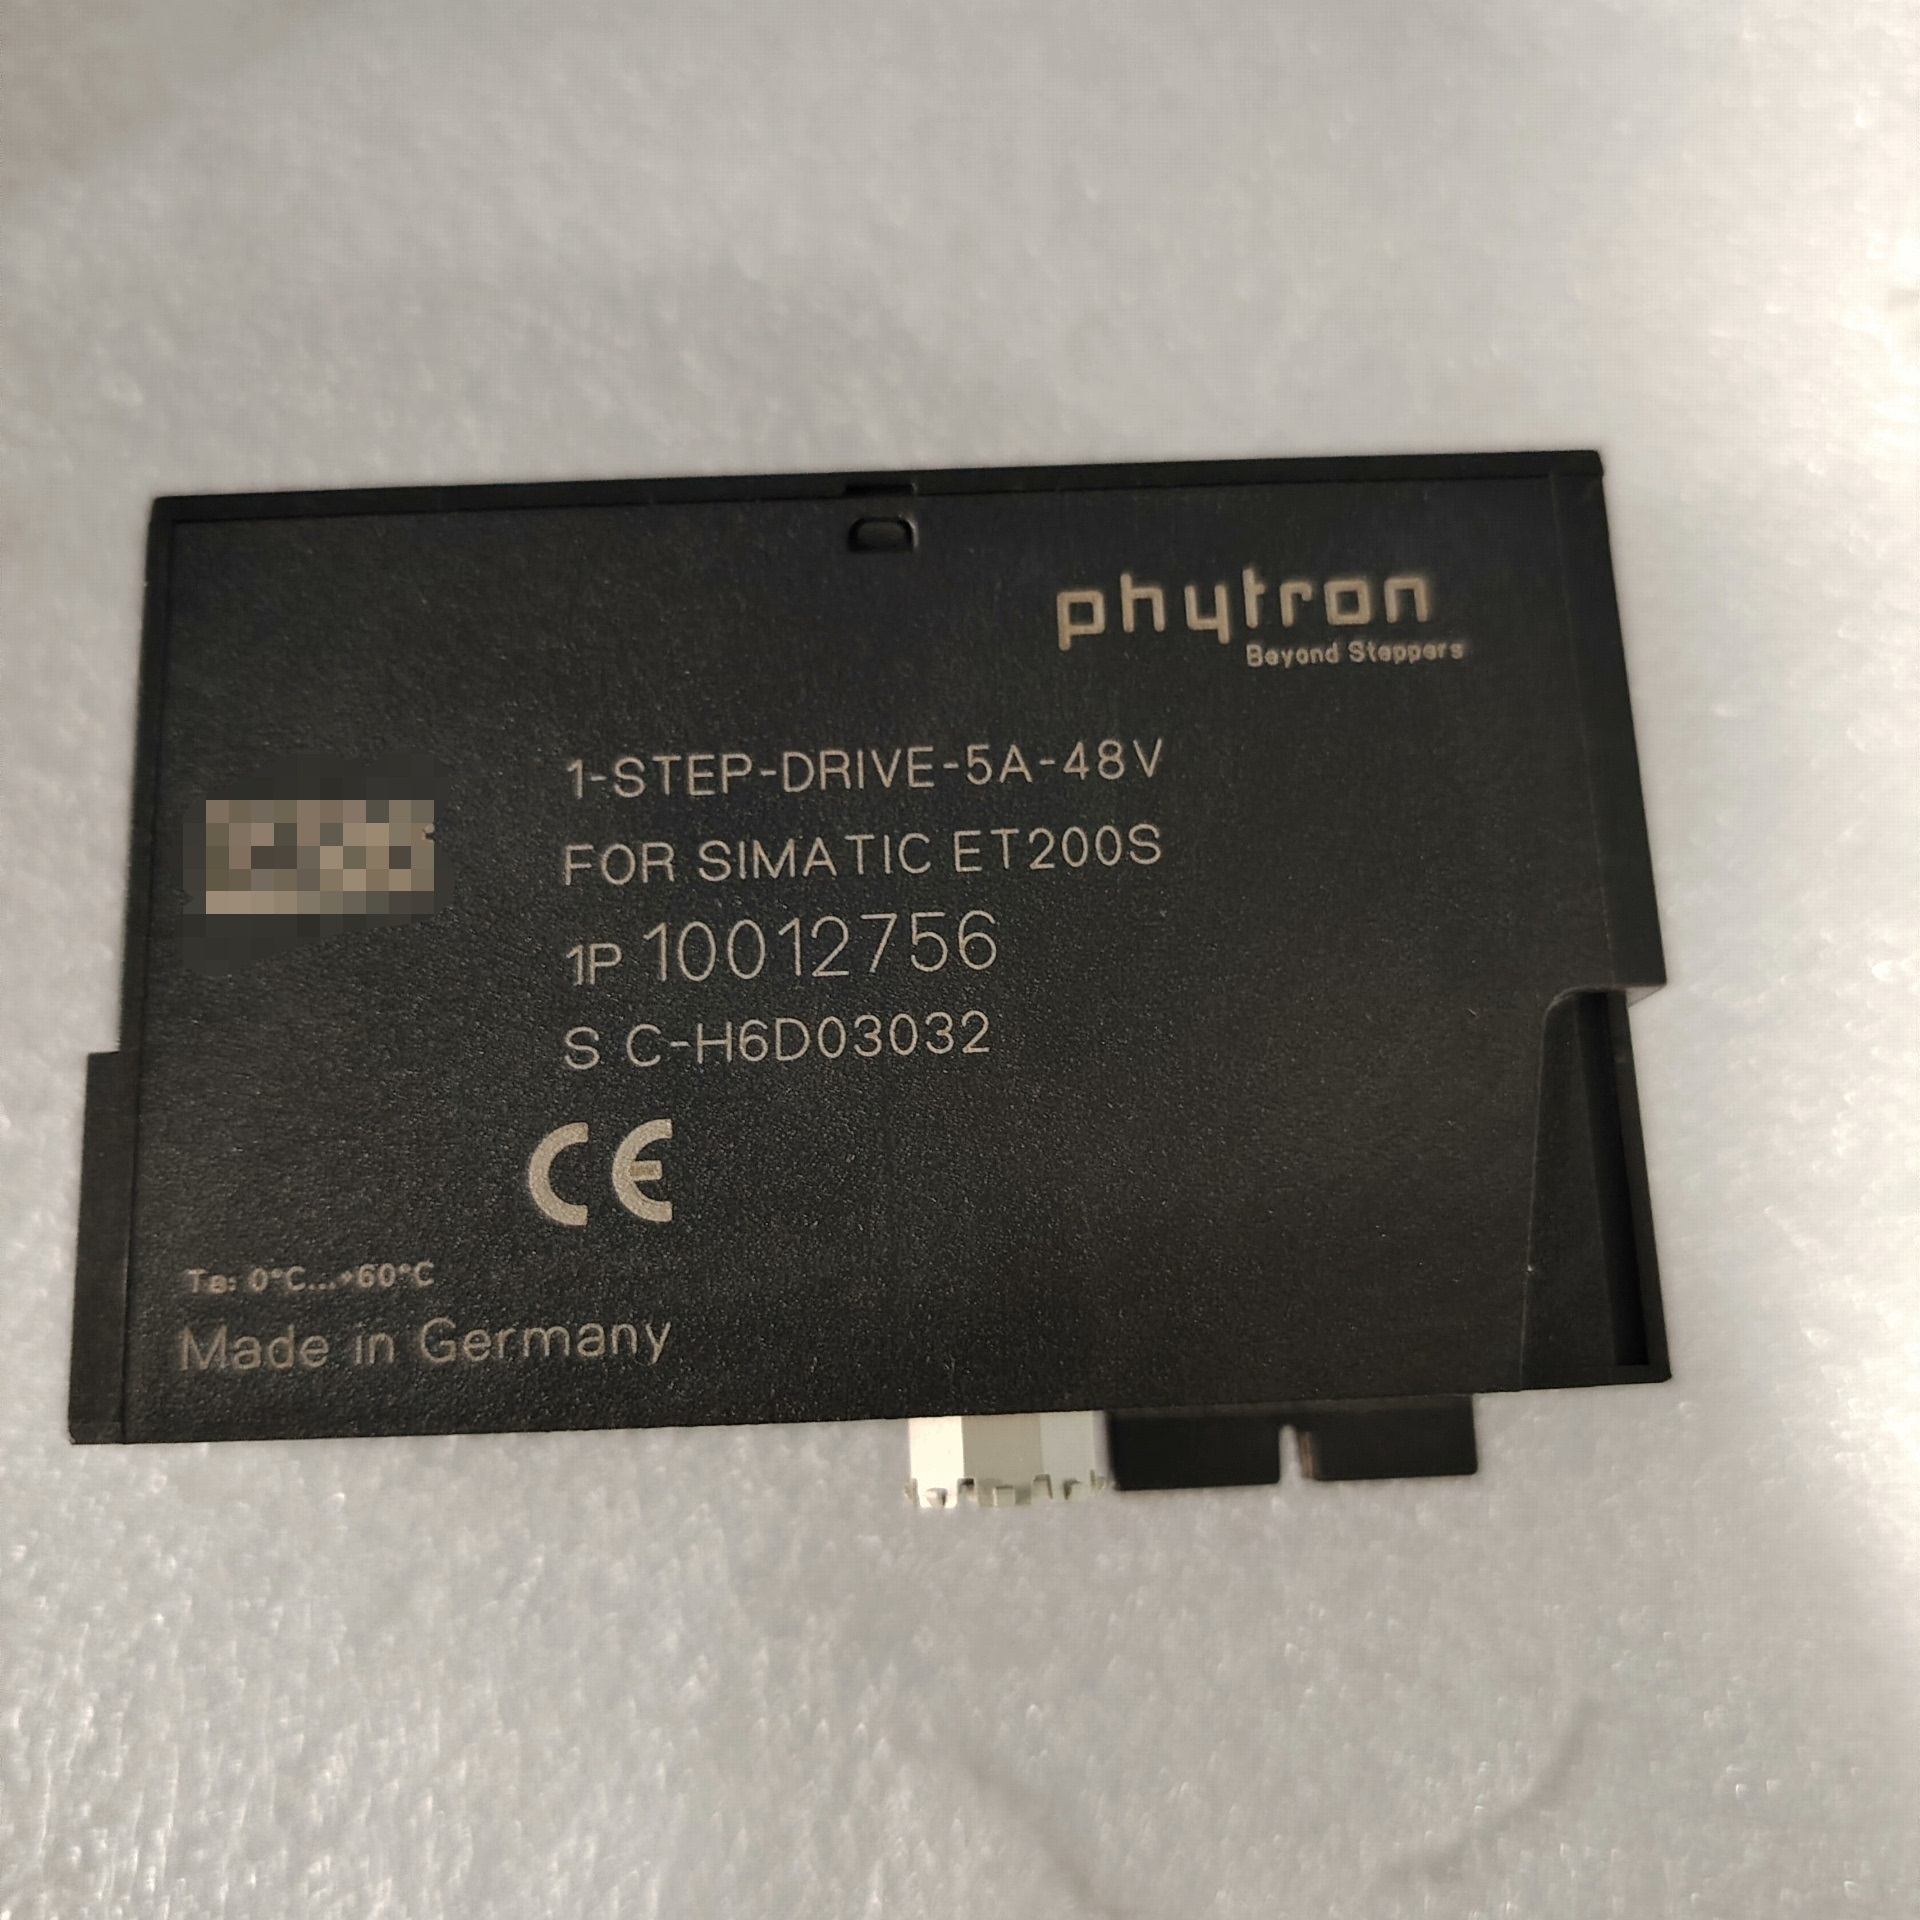 phytron
Beyond Steppers
1-STEP-DRIVE-5A-48V
FOR SIMATIC ET200S
1P 10012756
S C-H6D03032
CE
Ta: 0°C...+60°C
Made in Germany